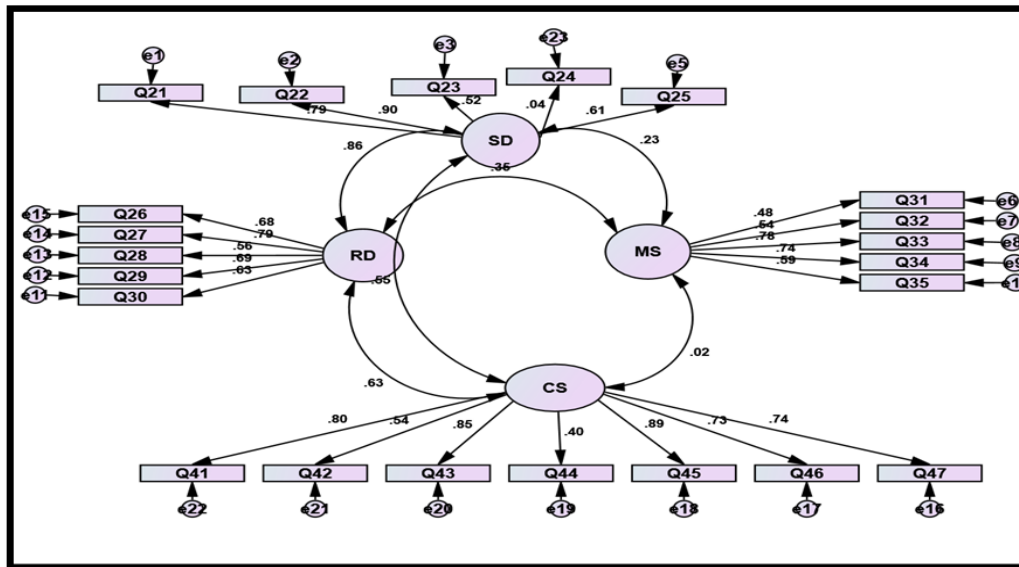 e1 e2 e3 e23 e5
Q21 Q22 Q23 Q24 Q25
.79 .90 .52 .04 .61
SD
.86 .35 .23
e15 Q26 .68
e14 Q27 .79
e13 Q28 .56
e12 Q29 .69
e11 Q30 .63
RD
MS
.48 Q31 e6
.54 Q32 e7
.78 Q33 e8
.74 Q34 e9
.59 Q35 e1
.63 .02
CS
.80 .54 .85 .40 .89 .73 .74
Q41 Q42 Q43 Q44 Q45 Q46 Q47
e22 e21 e20 e19 e18 e17 e16